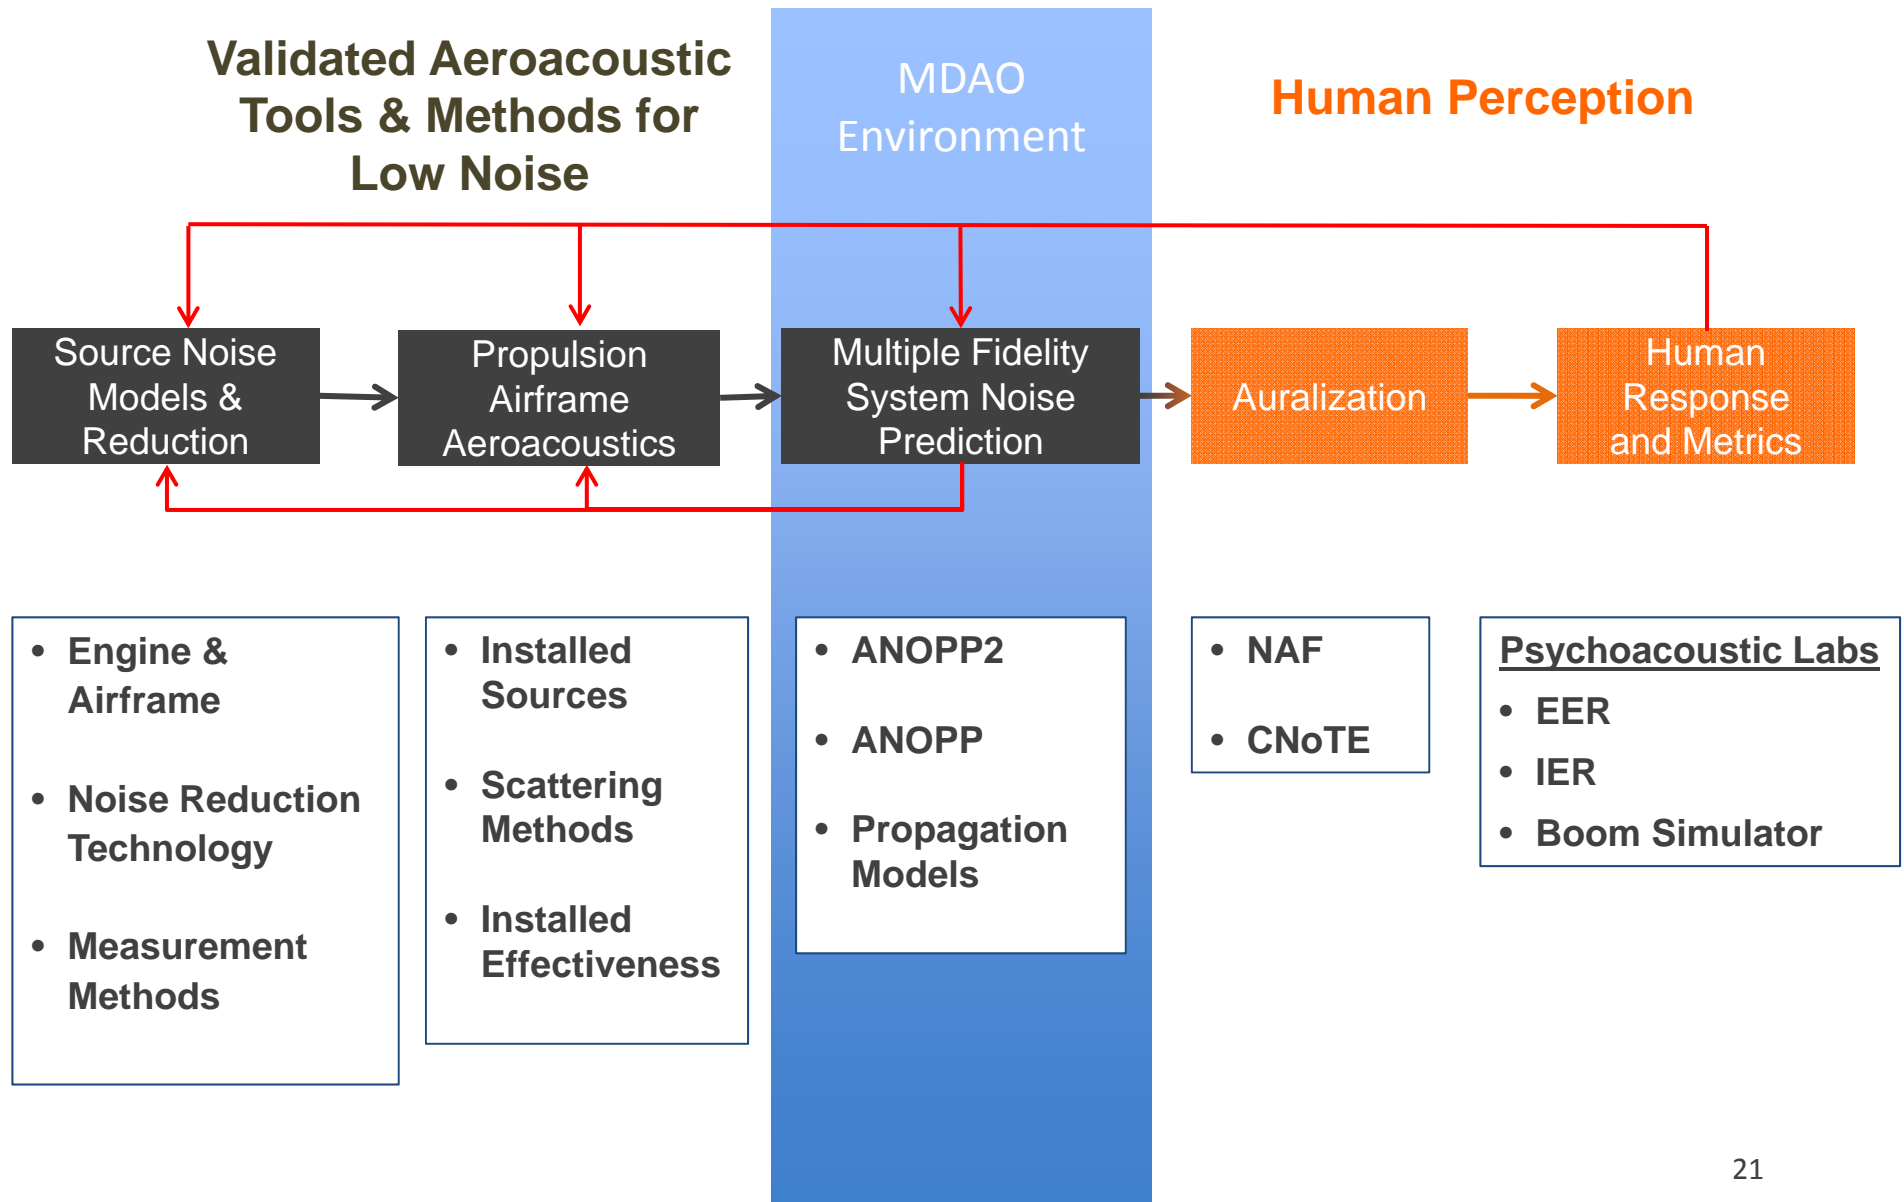 Validated Aeroacoustic
Tools & Methods for
Low Noise
MDAO
Environment
Human Perception
Source Noise
Models &
Reduction
Propulsion
Airframe
Aeroacoustics
Multiple Fidelity
System Noise
Prediction
Auralization
Human
Response
and Metrics
• Engine &
Airframe
• Noise Reduction
Technology
• Measurement
Methods
• Installed
Sources
• Scattering
Methods
• Installed
Effectiveness
• ANOPP2
• ANOPP
• Propagation
Models
• NAF
• CNoTE
Psychoacoustic Labs
• EER
• IER
• Boom Simulator
21